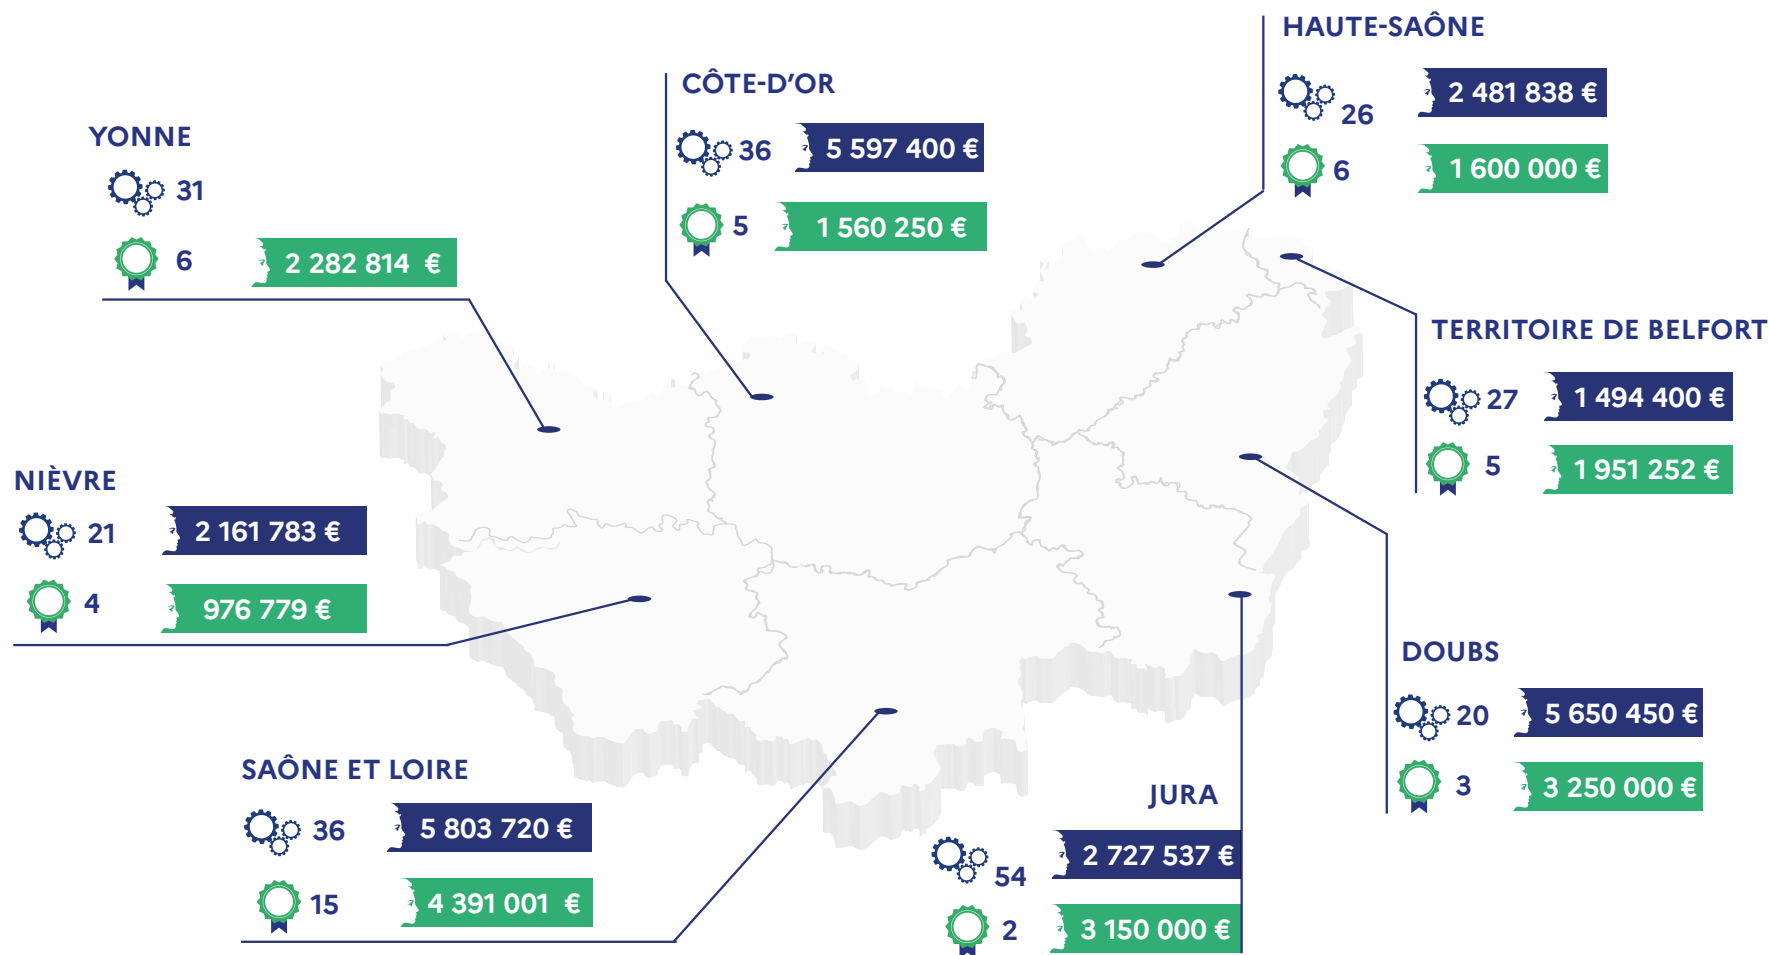 HAUTE-SAÔNE
26
2 481 838 €
6
1 600 000 €
CÔTE-D'OR
36
5 597 400 €
5
1 560 250 €
YONNE
31
6
2 282 814 €
TERRITOIRE DE BELFORT
27
1 494 400 €
5
1 951 252 €
NIÈVRE
21
2 161 783 €
4
976 779 €
DOUBS
20
5 650 450 €
3
3 250 000 €
SAÔNE ET LOIRE
36
5 803 720 €
15
4 391 001 €
JURA
54
2 727 537 €
2
3 150 000 €